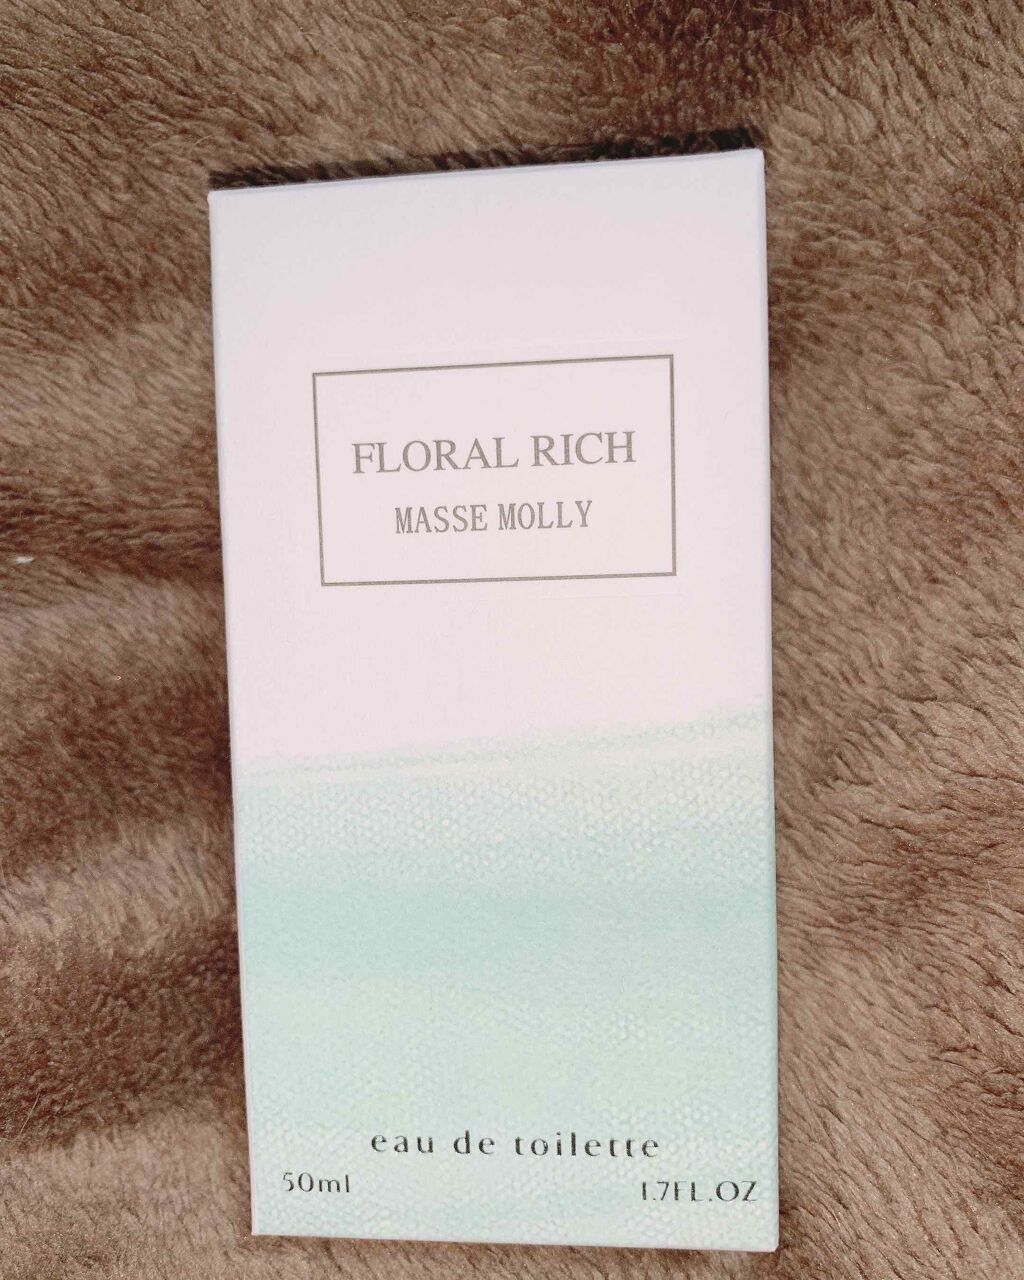 FLORAL RICH
MASSE MOLLY
eau de toilette
50ml 1.7FL.OZ